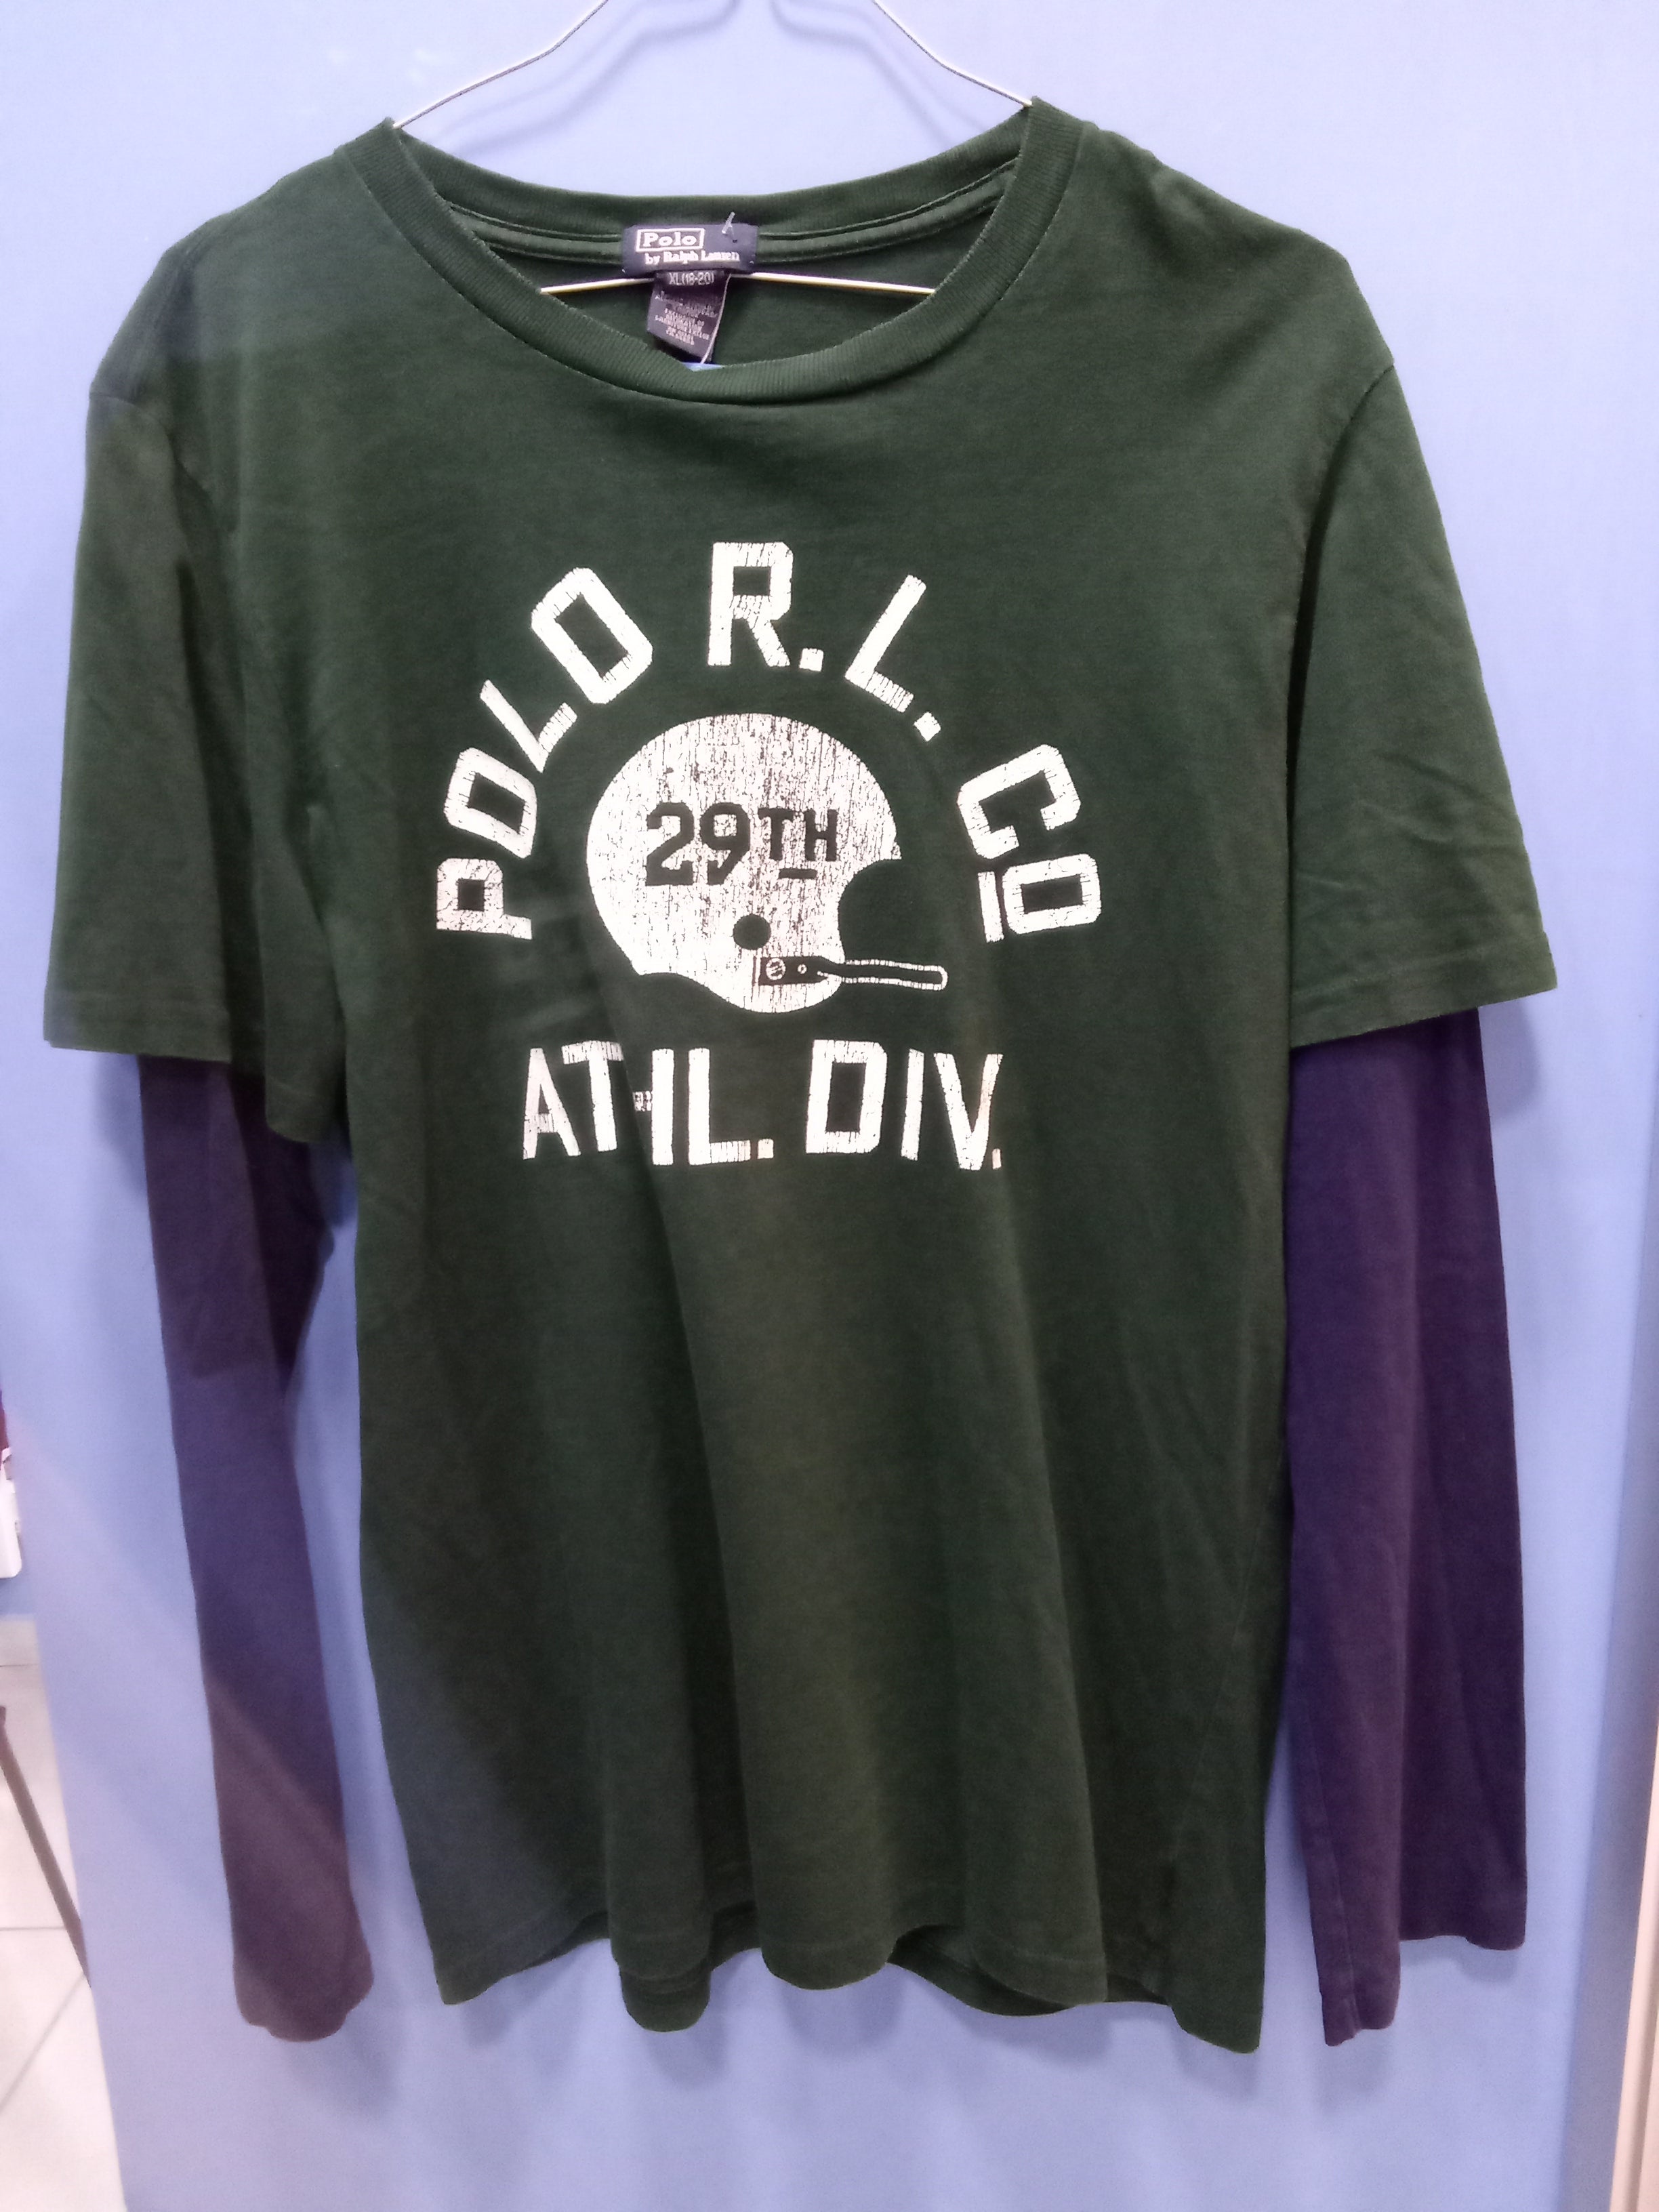 Polo
by Ralph Lauren
XL(18-20)
POLO R.L. CO
29TH
ATHL. DIV.